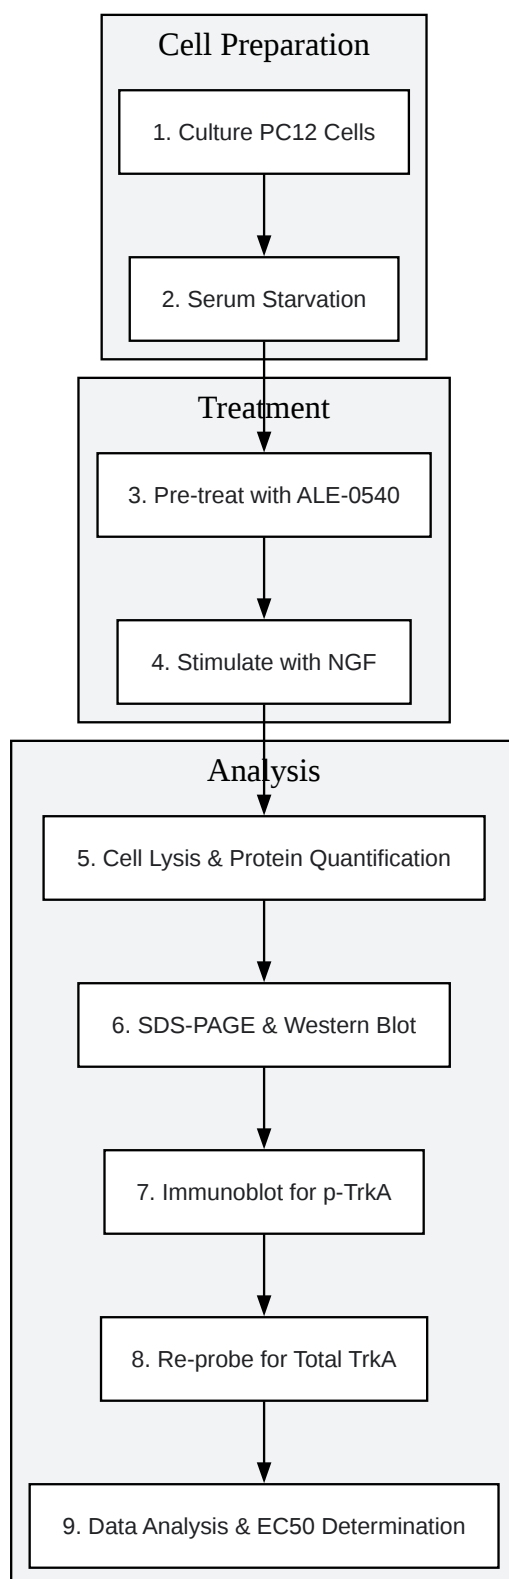 Cell Preparation
1. Culture PC12 Cells
2. Serum Starvation
Treatment
3. Pre-treat with ALE-0540
4. Stimulate with NGF
Analysis
5. Cell Lysis & Protein Quantification
6. SDS-PAGE & Western Blot
7. Immunoblot for p-TrkA
8. Re-probe for Total TrkA
9. Data Analysis & EC50 Determination